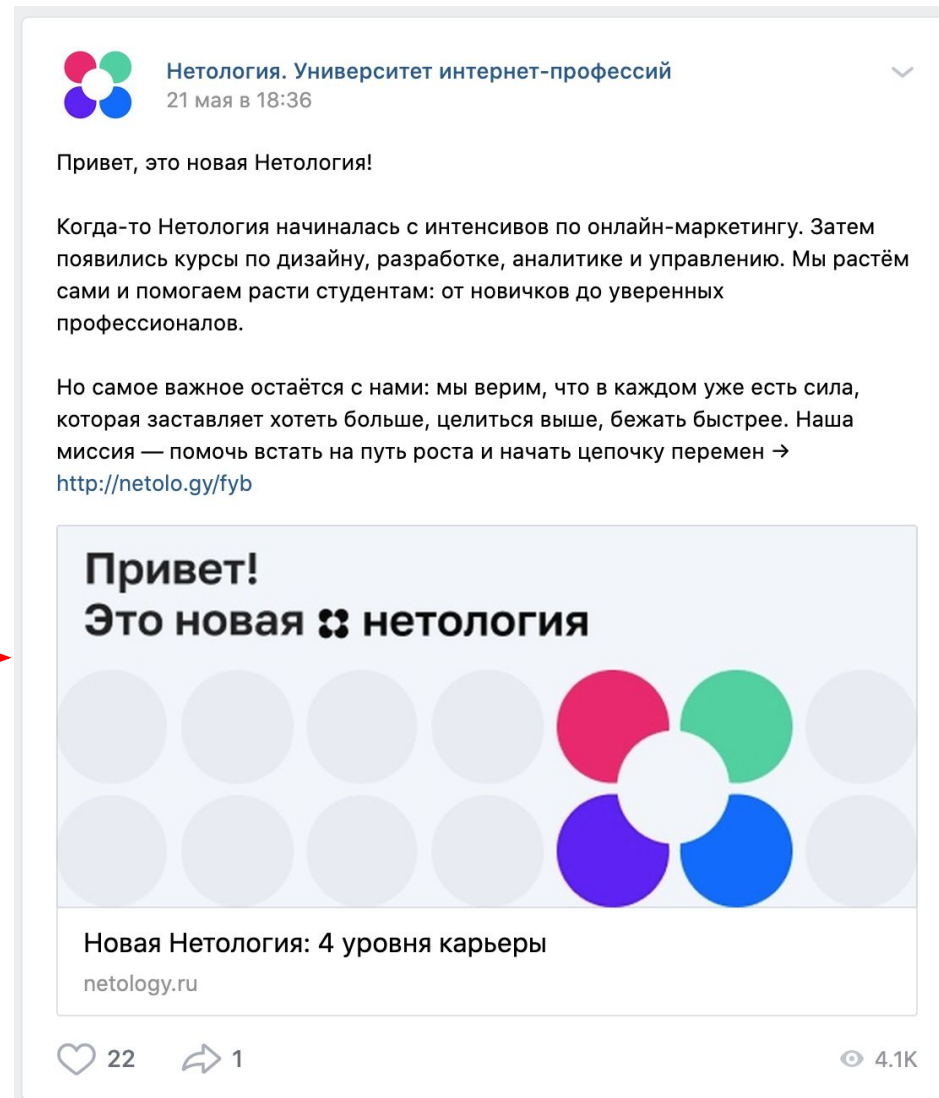 Нетология. Университет интернет-профессий
21 мая в 18:36
Привет, это новая Нетология!
Когда-то Нетология начиналась с интенсивов по онлайн-маркетингу. Затем
появились курсы по дизайну, разработке, аналитике и управлению. Мы растём
сами и помогаем расти студентам: от новичков до уверенных
профессионалов.
Но самое важное остаётся с нами: мы верим, что в каждом уже есть сила,
которая заставляет хотеть больше, целиться выше, бежать быстрее. Наша
миссия — помочь встать на путь роста и начать цепочку перемен →
http://netolo.gy/fyb
Привет!
Это новая нетология
Новая Нетология: 4 уровня карьеры
netology.ru
22 1 4.1K